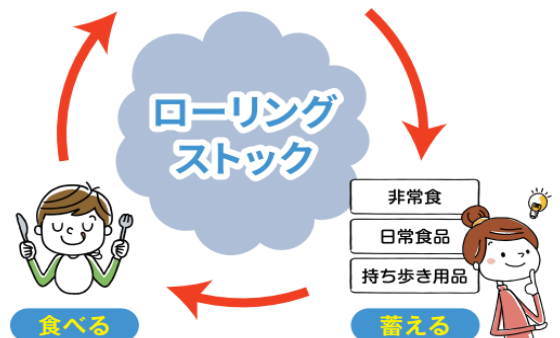 ローリング
ストック
非常食
日常食品
持ち歩き用品
食べる
蓄える